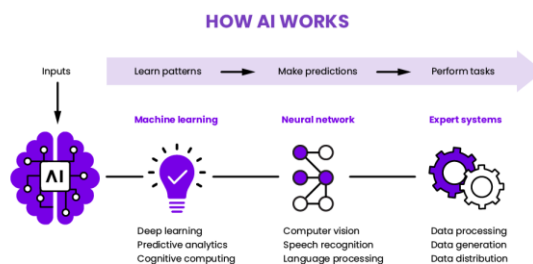 HOW AI WORKS
Inputs
Learn patterns
Make predictions
Perform tasks
Machine learning
Neural network
Expert systems
AI
Deep learning
Predictive analytics
Cognitive computing
Computer vision
Speech recognition
Language processing
Data processing
Data generation
Data distribution